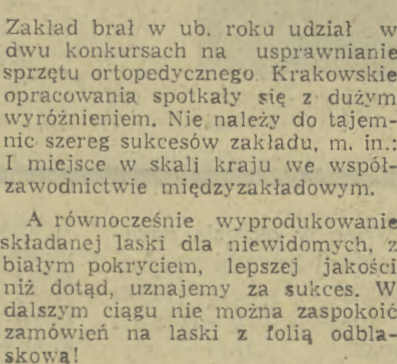 Zakład brał w ub. roku udział w
dwu konkursach na usprawnianie
sprzętu ortopedycznego. Krakowskie
opracowania spotkały się z dużym
wyróżnieniem. Nie należy do tajem-
nic szereg sukcesów zakładu, m. in.:
I miejsce w skali kraju we współ-
zawodnictwie międzyzakładowym.
A równocześnie wyprodukowanie
składanej laski dla niewidomych, z
białym pokryciem, lepszej jakości
niż dotąd, uznajemy za sukces. W
dalszym ciągu nie można zaspokoić
zamówień na laski z folią odbla-
skową!